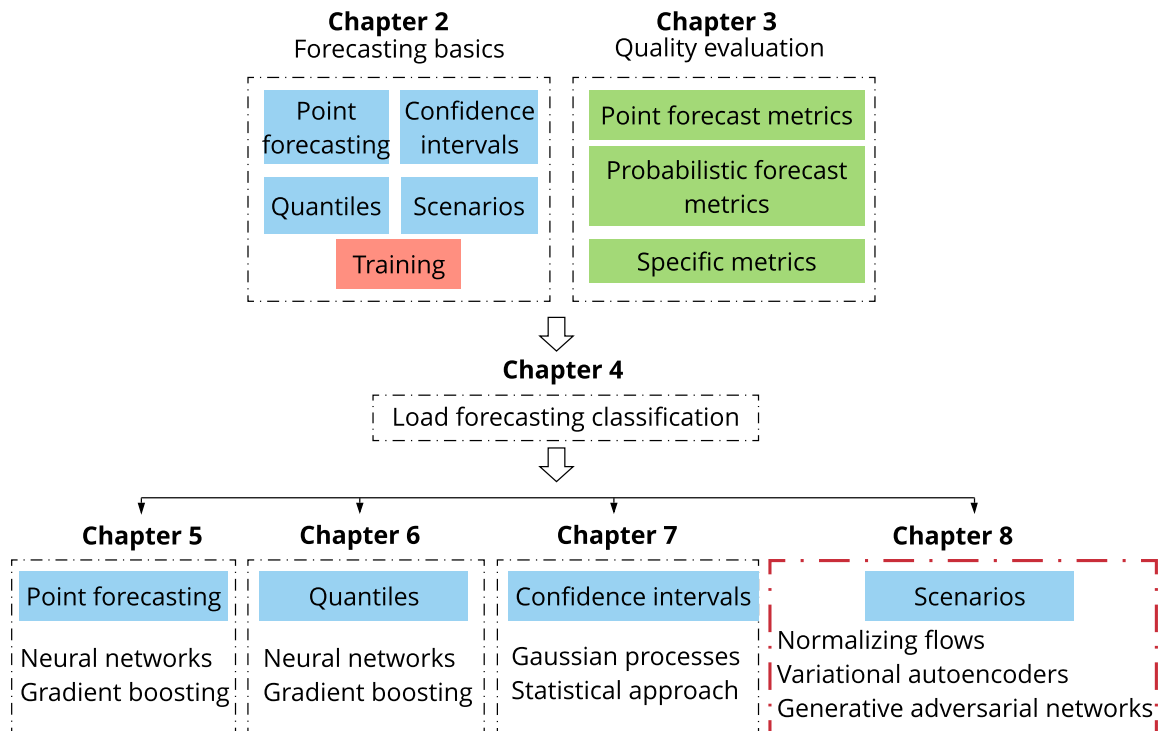 Chapter 2
Forecasting basics
Point
forecasting
Confidence
intervals
Quantiles
Scenarios
Training
Chapter 3
Quality evaluation
Point forecast metrics
Probabilistic forecast
metrics
Specific metrics
Chapter 4
Load forecasting classification
Chapter 5
Point forecasting
Neural networks
Gradient boosting
Chapter 6
Quantiles
Neural networks
Gradient boosting
Chapter 7
Confidence intervals
Gaussian processes
Statistical approach
Chapter 8
Scenarios
Normalizing flows
Variational autoencoders
Generative adversarial networks